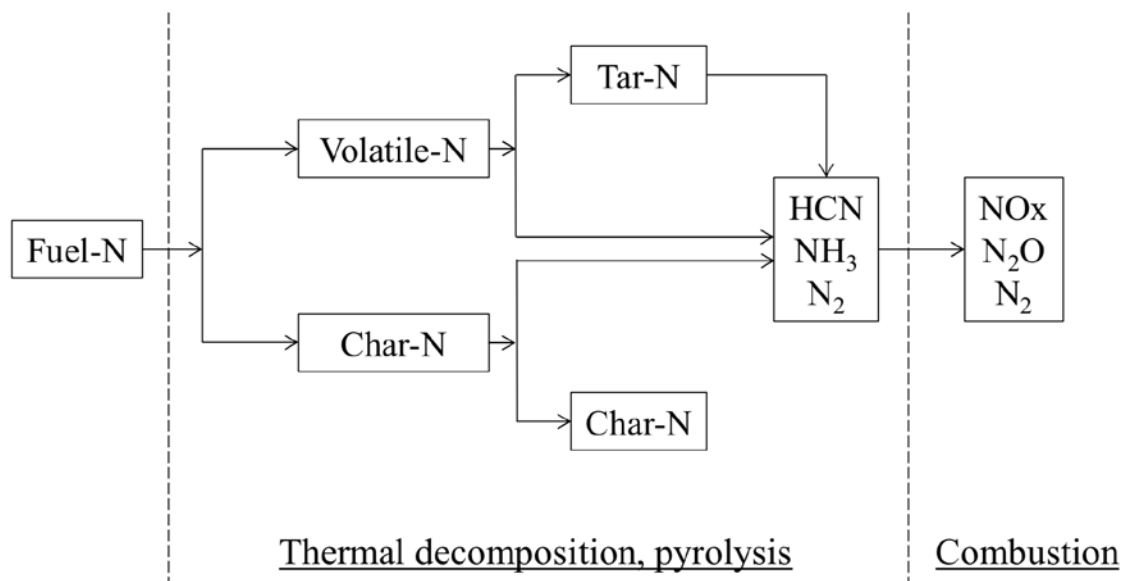 Tar-N
Volatile-N
HCN
NH₃
N₂
NOx
N₂O
N₂
Fuel-N
Char-N
Char-N
Thermal decomposition, pyrolysis
Combustion